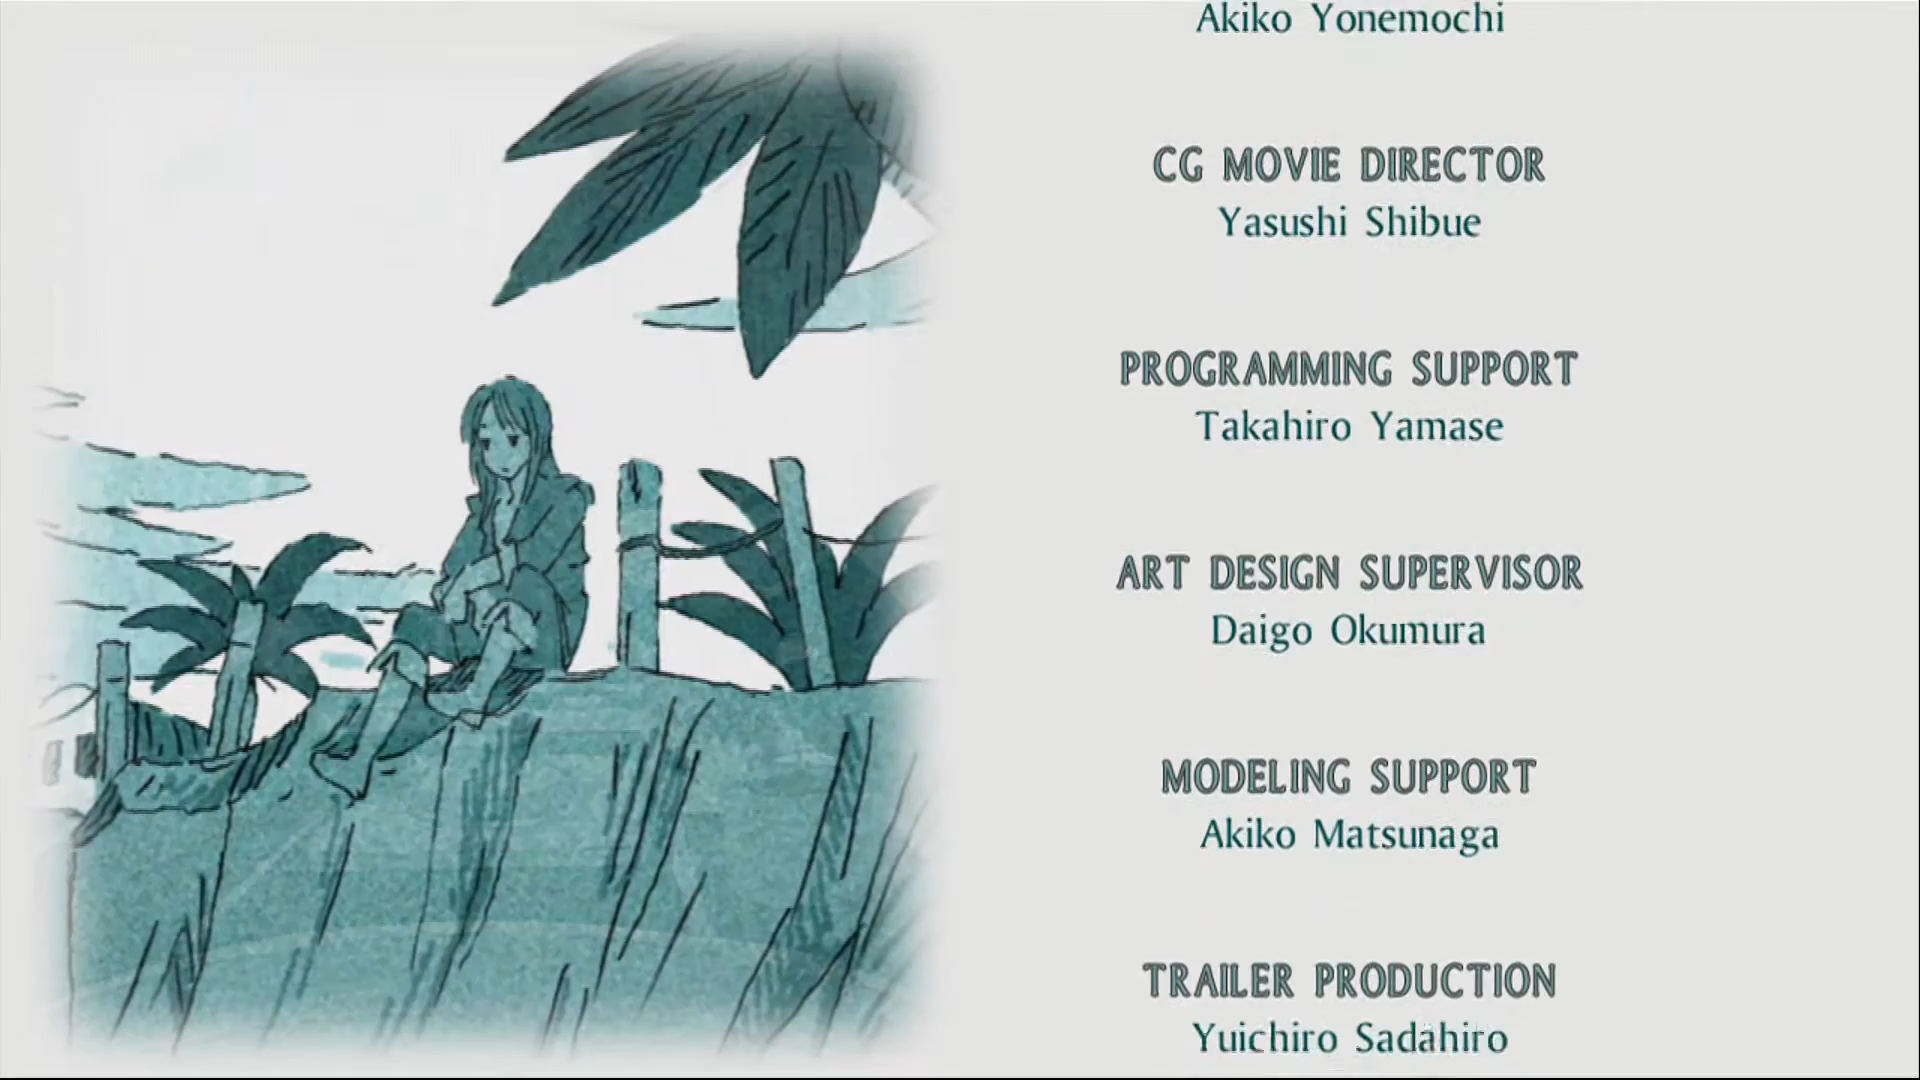 Akiko Yonemochi
CG MOVIE DIRECTOR
Yasushi Shibue
PROGRAMMING SUPPORT
Takahiro Yamase
ART DESIGN SUPERVISOR
Daigo Okumura
MODELING SUPPORT
Akiko Matsunaga
TRAILER PRODUCTION
Yuichiro Sadahiro